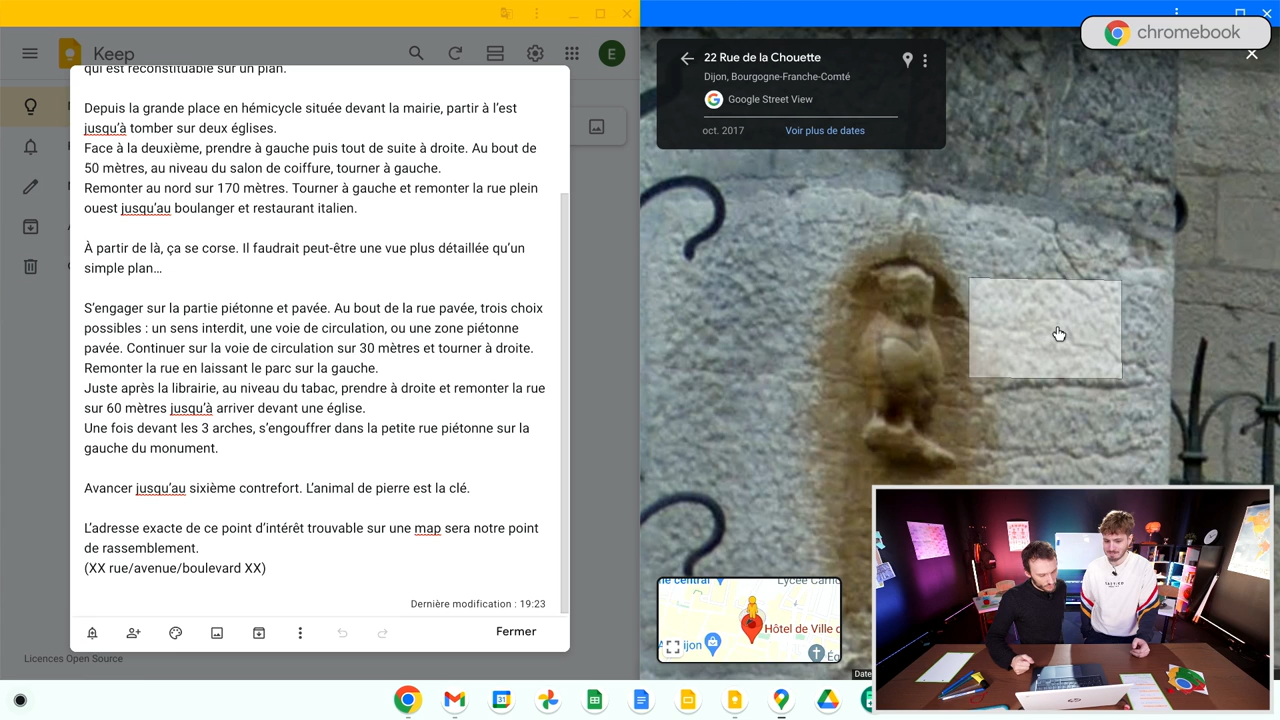 chromebook
Keep
E
qui est reconstituable sur un plan.
Depuis la grande place en hémicycle située devant la mairie, partir à l’est
jusqu’à tomber sur deux églises.
Face à la deuxième, prendre à gauche puis tout de suite à droite. Au bout de
50 mètres, au niveau du salon de coiffure, tourner à gauche.
Remonter au nord sur 170 mètres. Tourner à gauche et remonter la rue plein
ouest jusqu’au boulanger et restaurant italien.
À partir de là, ça se corse. Il faudrait peut-être une vue plus détaillée qu’un
simple plan…
S’engager sur la partie piétonne et pavée. Au bout de la rue pavée, trois choix
possibles : un sens interdit, une voie de circulation, ou une zone piétonne
pavée. Continuer sur la voie de circulation sur 30 mètres et tourner à droite.
Remonter la rue en laissant le parc sur la gauche.
Juste après la librairie, au niveau du tabac, prendre à droite et remonter la rue
sur 60 mètres jusqu’à arriver devant une église.
Une fois devant les 3 arches, s’engouffrer dans la petite rue piétonne sur la
gauche du monument.
Avancer jusqu’au sixième contrefort. L’animal de pierre est la clé.
L’adresse exacte de ce point d’intérêt trouvable sur une map sera notre point
de rassemblement.
(XX rue/avenue/boulevard XX)
Dernière modification : 19:23
Fermer
Licences Open Source
22 Rue de la Chouette
Dijon, Bourgogne-Franche-Comté
Google Street View
oct. 2017
Voir plus de dates
Hôtel de Ville d
ijon
Date